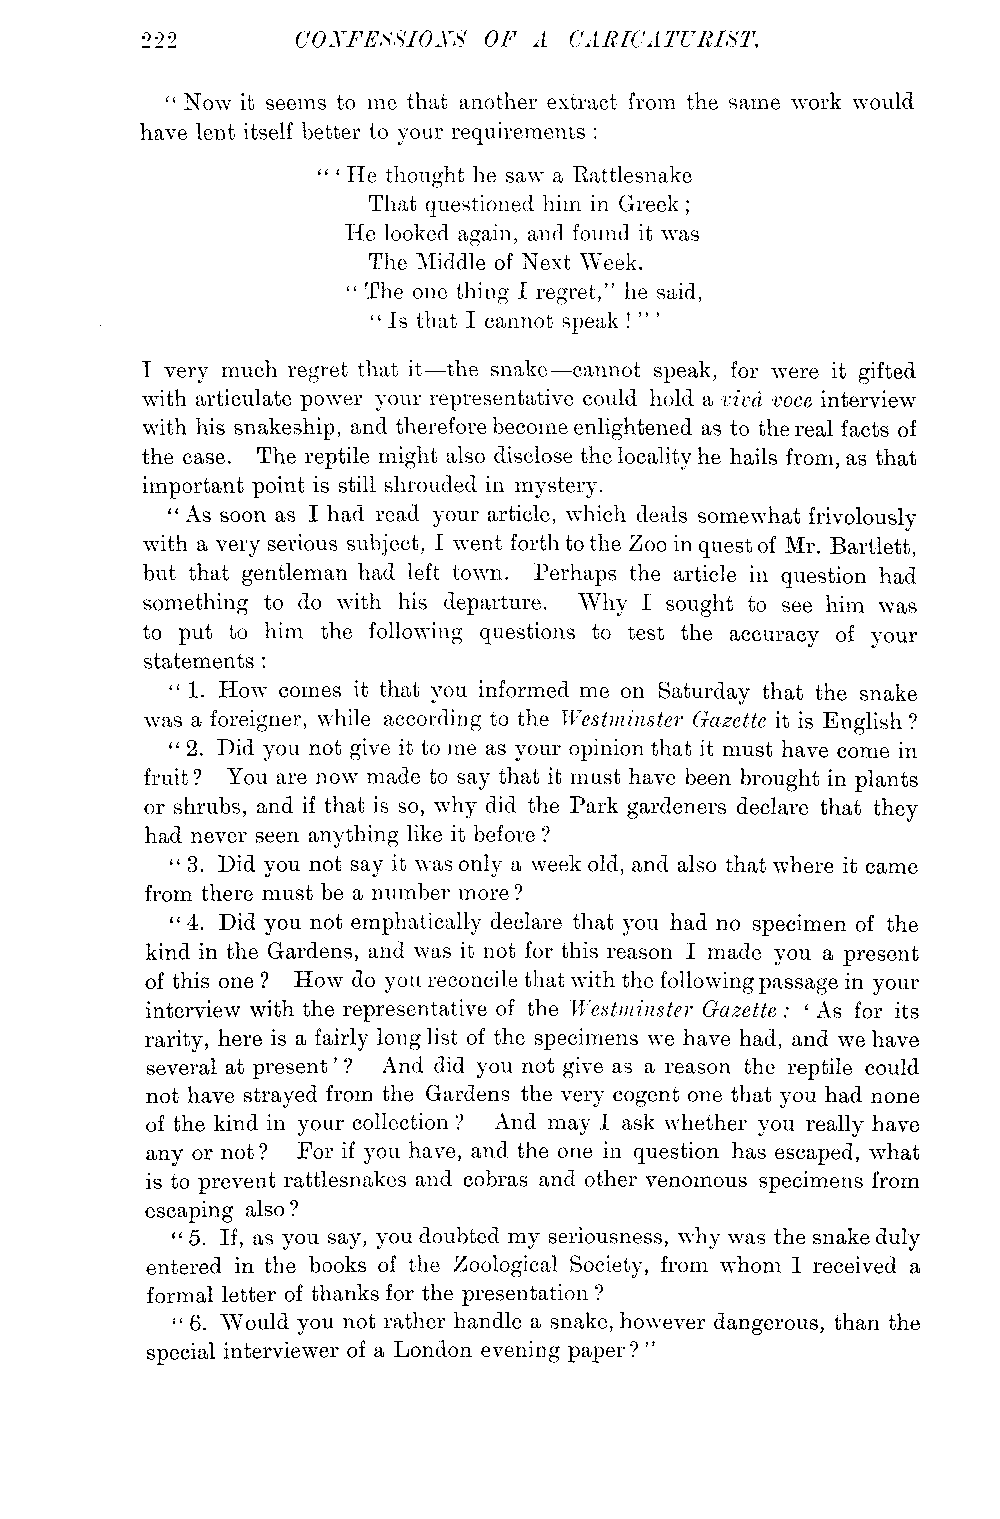 222 CONFESSIONS OF A CARICATURIST.
“ Now it seems to me that another extract from the same work would
have lent itself better to your requirements :
“ ‘ He thought he saw a Rattlesnake
That questioned him in Greek ;
He looked again, and found it was
The Middle of Next Week.
“ The one thing I regret,” he said,
“ Is that I cannot speak ! ” ’
I very much regret that it—the snake—cannot speak, for were it gifted
with articulate power your representative could hold a vivâ voce interview
with his snakeship, and therefore become enlightened as to the real facts of
the case. The reptile might also disclose the locality he hails from, as that
important point is still shrouded in mystery.
“ As soon as I had read your article, which deals somewhat frivolously
with a very serious subject, I went forth to the Zoo in quest of Mr. Bartlett,
but that gentleman had left town. Perhaps the article in question had
something to do with his departure. Why I sought to see him was
to put to him the following questions to test the accuracy of your
statements :
“ 1. How comes it that you informed me on Saturday that the snake
was a foreigner, while according to the Westminster Gazette it is English ?
“ 2. Did you not give it to me as your opinion that it must have come in
fruit ? You are now made to say that it must have been brought in plants
or shrubs, and if that is so, why did the Park gardeners declare that they
had never seen anything like it before ?
“ 3. Did you not say it was only a week old, and also that where it came
from there must be a number more ?
“ 4. Did you not emphatically declare that you had no specimen of the
kind in the Gardens, and was it not for this reason I made you a present
of this one ? How do you reconcile that with the following passage in your
interview with the representative of the Westminster Gazette : ‘ As for its
rarity, here is a fairly long list of the specimens we have had, and we have
several at present ’ ? And did you not give as a reason the reptile could
not have strayed from the Gardens the very cogent one that you had none
of the kind in your collection ? And may I ask whether you really have
any or not ? For if you have, and the one in question has escaped, what
is to prevent rattlesnakes and cobras and other venomous specimens from
escaping also ?
“ 5. If, as you say, you doubted my seriousness, why was the snake duly
entered in the books of the Zoological Society, from whom I received a
formal letter of thanks for the presentation ?
“ 6. Would you not rather handle a snake, however dangerous, than the
special interviewer of a London evening paper ? ”